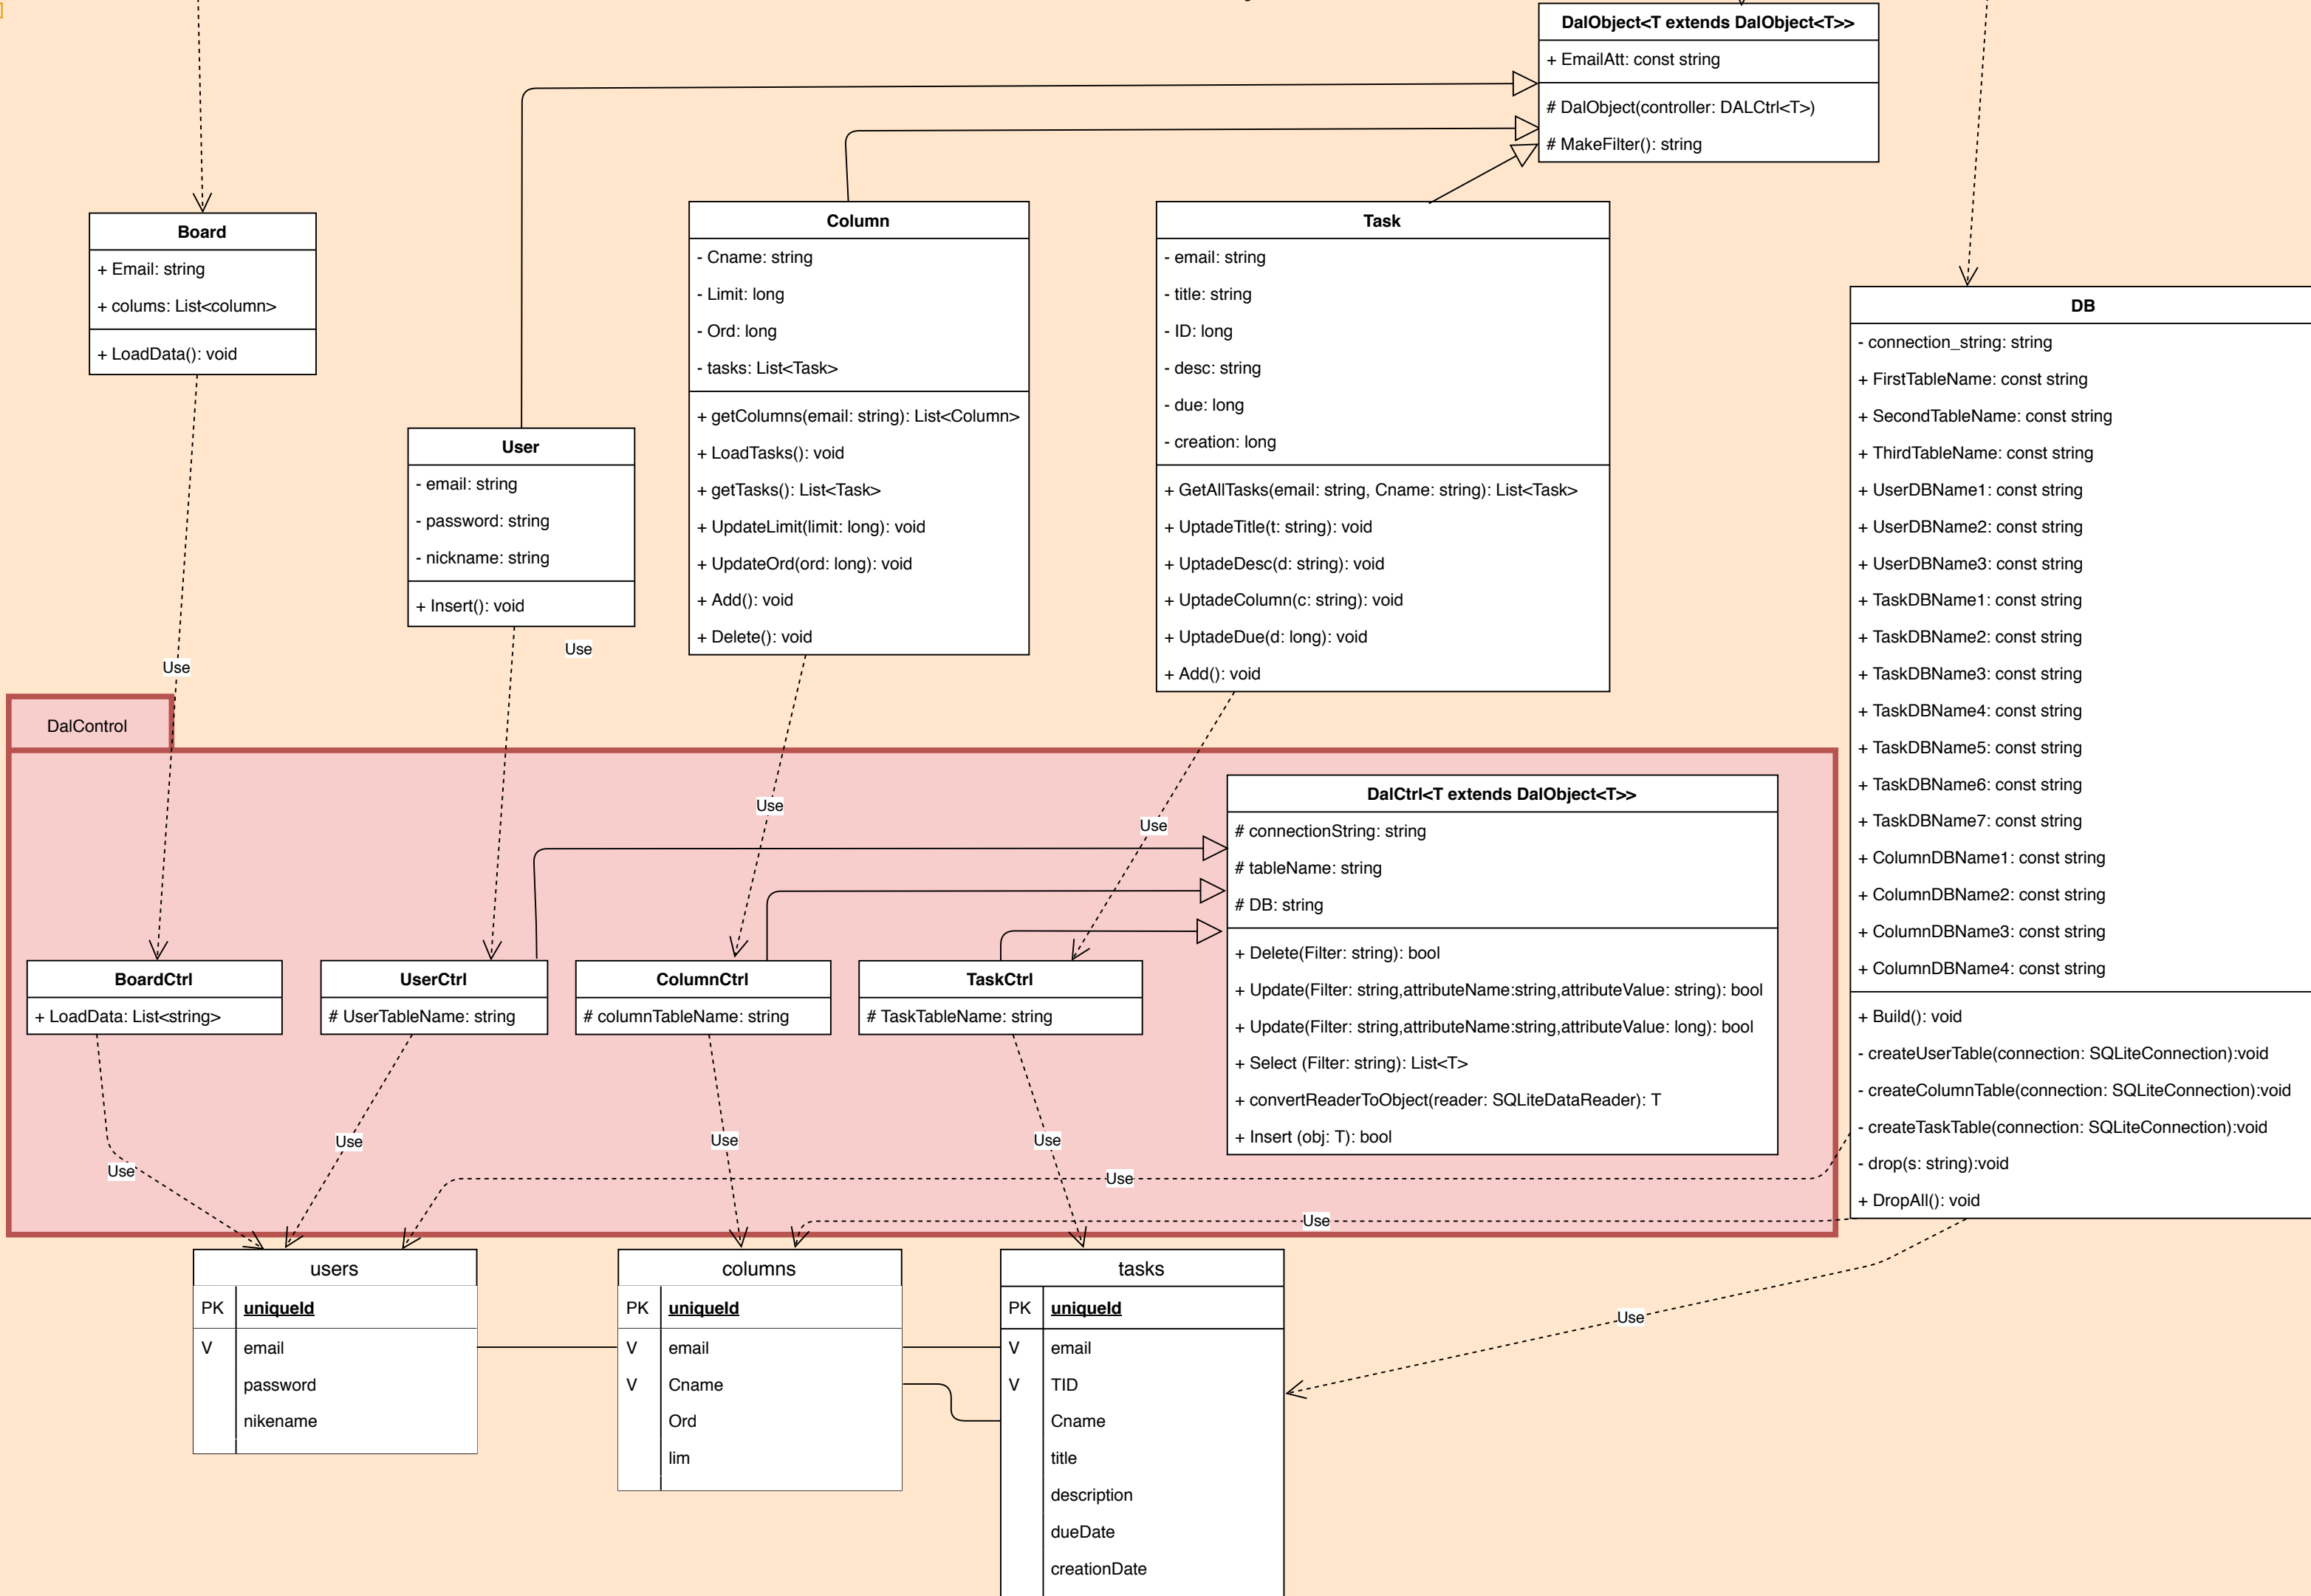 DalObject<T extends DalObject<T>>
+ EmailAtt: const string
# DalObject(controller: DALCtrl<T>)
# MakeFilter(): string
Board
+ Email: string
+ colums: List<column>
+ LoadData(): void
User
- email: string
- password: string
- nickname: string
+ Insert(): void
Column
- Cname: string
- Limit: long
- Ord: long
- tasks: List<Task>
+ getColumns(email: string): List<Column>
+ LoadTasks(): void
+ getTasks(): List<Task>
+ UpdateLimit(limit: long): void
+ UpdateOrd(ord: long): void
+ Add(): void
+ Delete(): void
Task
- email: string
- title: string
- ID: long
- desc: string
- due: long
- creation: long
+ GetAllTasks(email: string, Cname: string): List<Task>
+ UptadeTitle(t: string): void
+ UptadeDesc(d: string): void
+ UptadeColumn(c: string): void
+ UptadeDue(d: long): void
+ Add(): void
DB
- connection_string: string
+ FirstTableName: const string
+ SecondTableName: const string
+ ThirdTableName: const string
+ UserDBName1: const string
+ UserDBName2: const string
+ UserDBName3: const string
+ TaskDBName1: const string
+ TaskDBName2: const string
+ TaskDBName3: const string
+ TaskDBName4: const string
+ TaskDBName5: const string
+ TaskDBName6: const string
+ TaskDBName7: const string
+ ColumnDBName1: const string
+ ColumnDBName2: const string
+ ColumnDBName3: const string
+ ColumnDBName4: const string
+ Build(): void
- createUserTable(connection: SQLiteConnection):void
- createColumnTable(connection: SQLiteConnection):void
- createTaskTable(connection: SQLiteConnection):void
- drop(s: string):void
+ DropAll(): void
Use
Use
Use
Use
DalControl
DalCtrl<T extends DalObject<T>>
# connectionString: string
# tableName: string
# DB: string
+ Delete(Filter: string): bool
+ Update(Filter: string,attributeName:string,attributeValue: string): bool
+ Update(Filter: string,attributeName:string,attributeValue: long): bool
+ Select (Filter: string): List<T>
+ convertReaderToObject(reader: SQLiteDataReader): T
+ Insert (obj: T): bool
BoardCtrl
+ LoadData: List<string>
UserCtrl
# UserTableName: string
ColumnCtrl
# columnTableName: string
TaskCtrl
# TaskTableName: string
Use
Use
Use
Use
Use
Use
Use
users
PK uniqueId
V email
password
nikename
columns
PK uniqueId
V email
V Cname
Ord
lim
tasks
PK uniqueId
V email
V TID
Cname
title
description
dueDate
creationDate